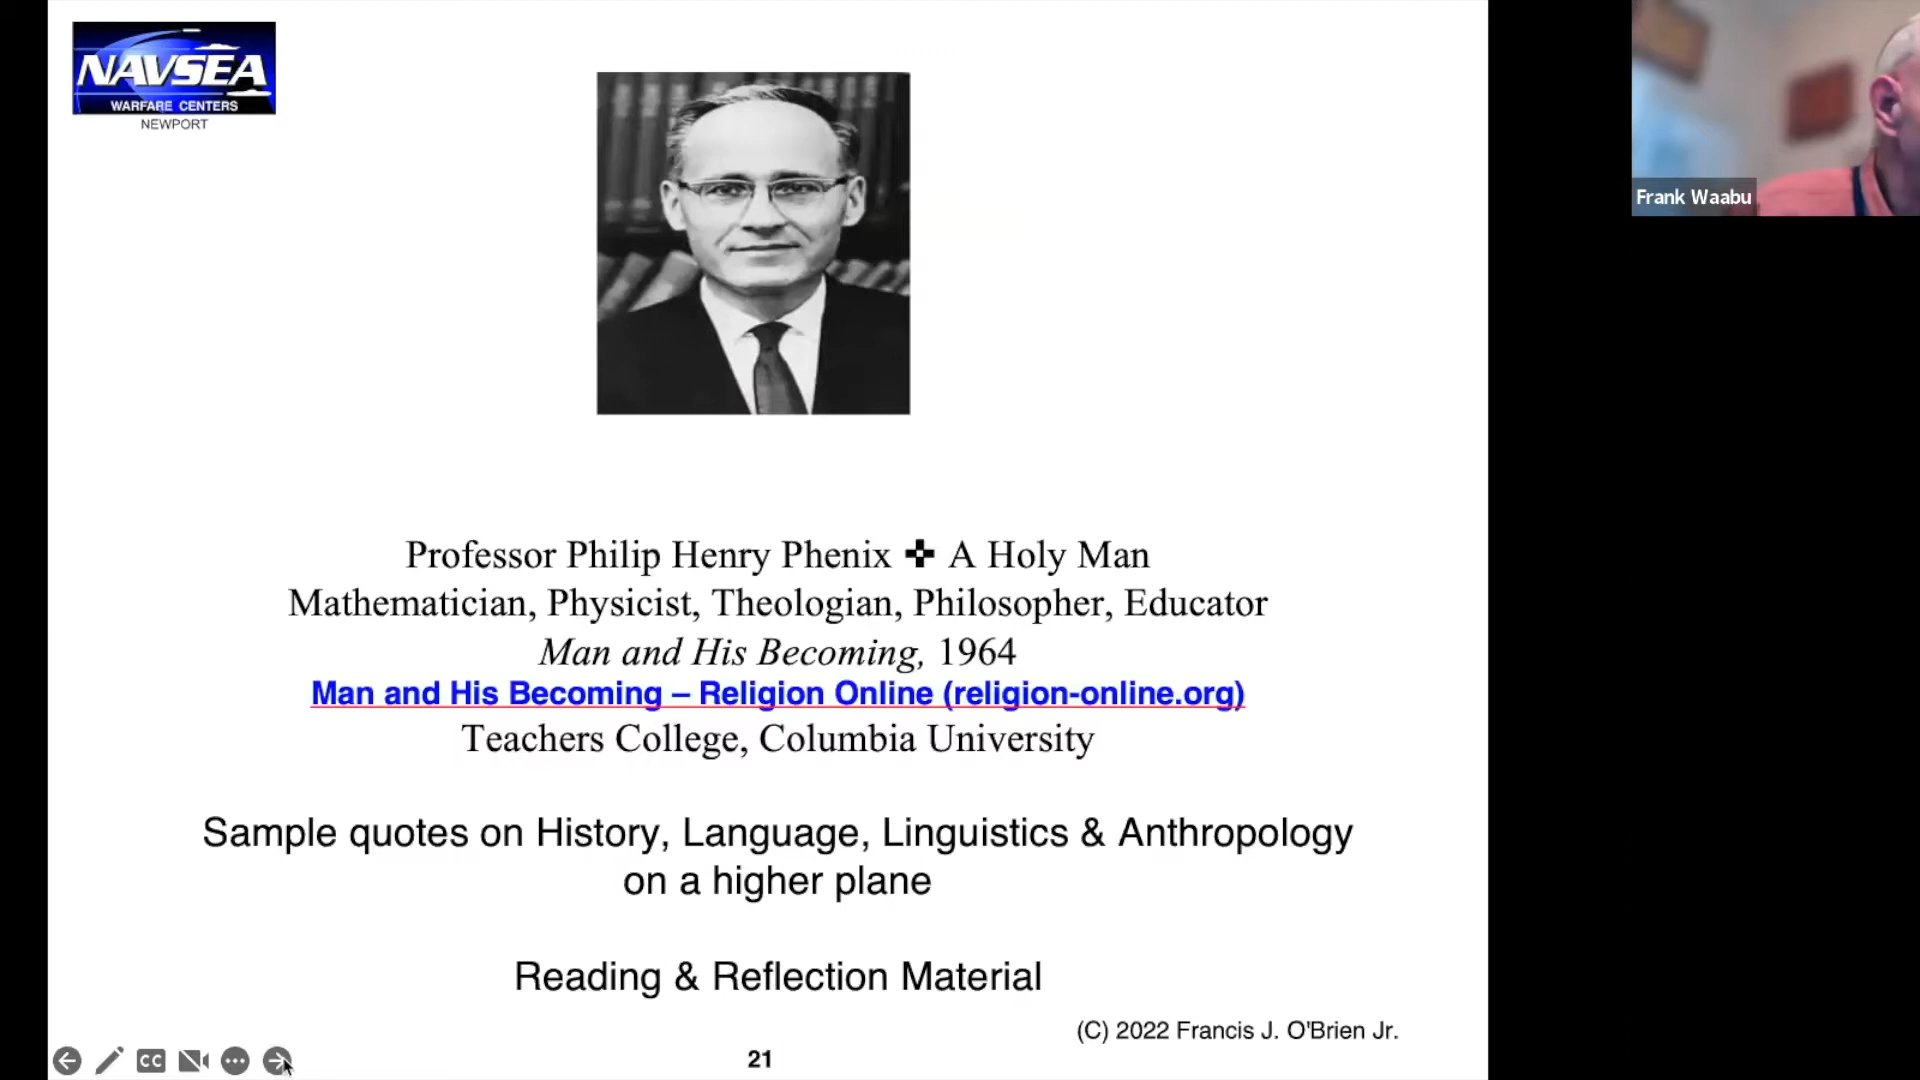 NAVSEA
WARFARE CENTERS
NEWPORT
Frank Waabu
Professor Philip Henry Phenix ✤ A Holy Man
Mathematician, Physicist, Theologian, Philosopher, Educator
Man and His Becoming, 1964
Man and His Becoming – Religion Online (religion-online.org)
Teachers College, Columbia University
Sample quotes on History, Language, Linguistics & Anthropology
on a higher plane
Reading & Reflection Material
(C) 2022 Francis J. O'Brien Jr.
CC
21